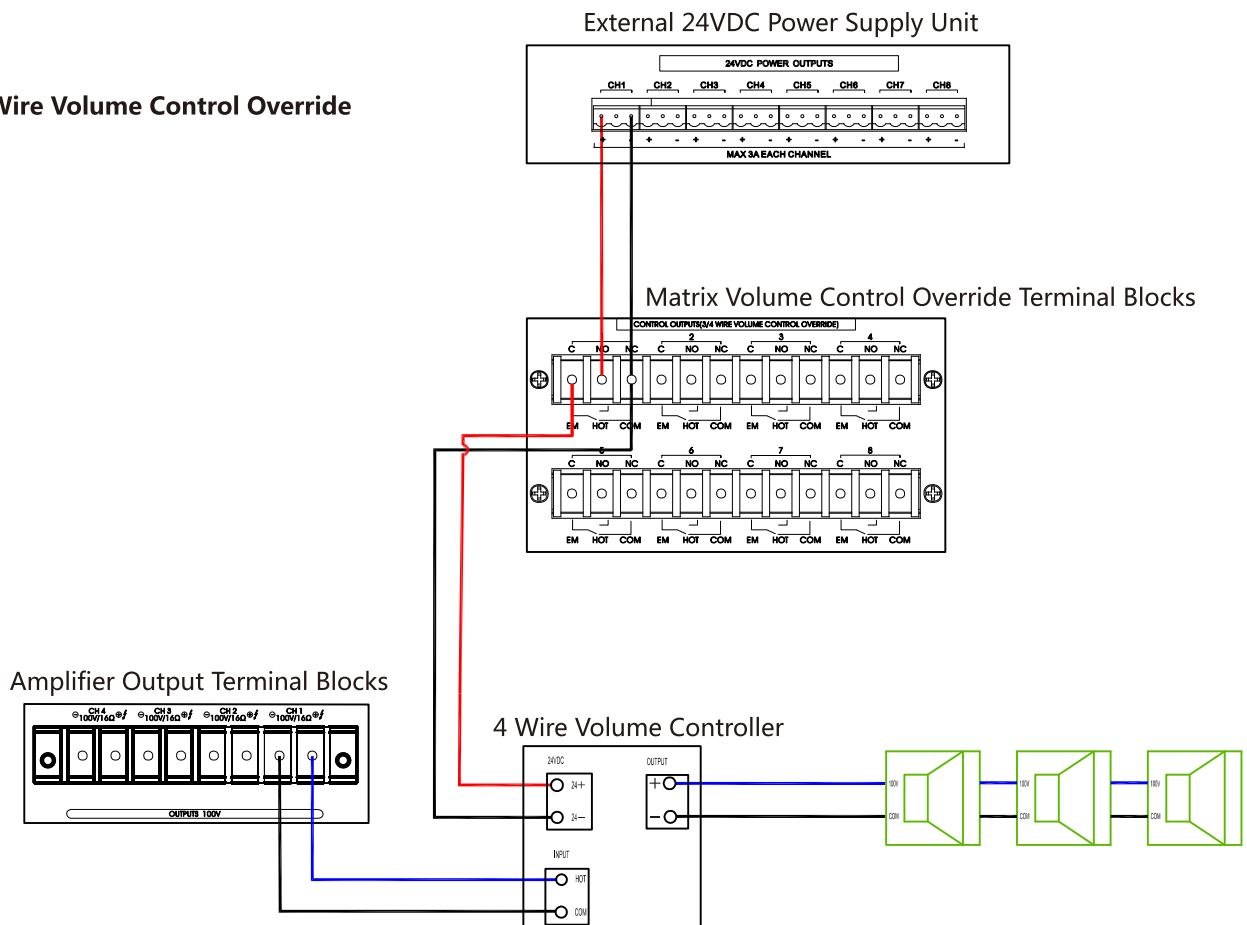 External 24VDC Power Supply Unit
24VDC POWER OUTPUTS
CH1 CH2 CH3 CH4 CH5 CH6 CH7 CH8
+ - + - + - + - + - + - + - + -
MAX 3A EACH CHANNEL
Wire Volume Control Override
Matrix Volume Control Override Terminal Blocks
CONTROL OUTPUTS(3/4 WIRE VOLUME CONTROL OVERRIDE)
2 3 4
C NO NC C NO NC C NO NC C NO NC
EM HOT COM EM HOT COM EM HOT COM EM HOT COM
5 6 7 8
C NO NC C NO NC C NO NC C NO NC
EM HOT COM EM HOT COM EM HOT COM EM HOT COM
Amplifier Output Terminal Blocks
CH 4 CH 3 CH 2 CH 1
⊖100V/16Ω⊕ ⊖100V/16Ω⊕ ⊖100V/16Ω⊕ ⊖100V/16Ω⊕
OUTPUTS 100V
4 Wire Volume Controller
24VDC OUTPUT
24+ +
24− −
INPUT
HOT
COM
100V 100V 100V
COM COM COM